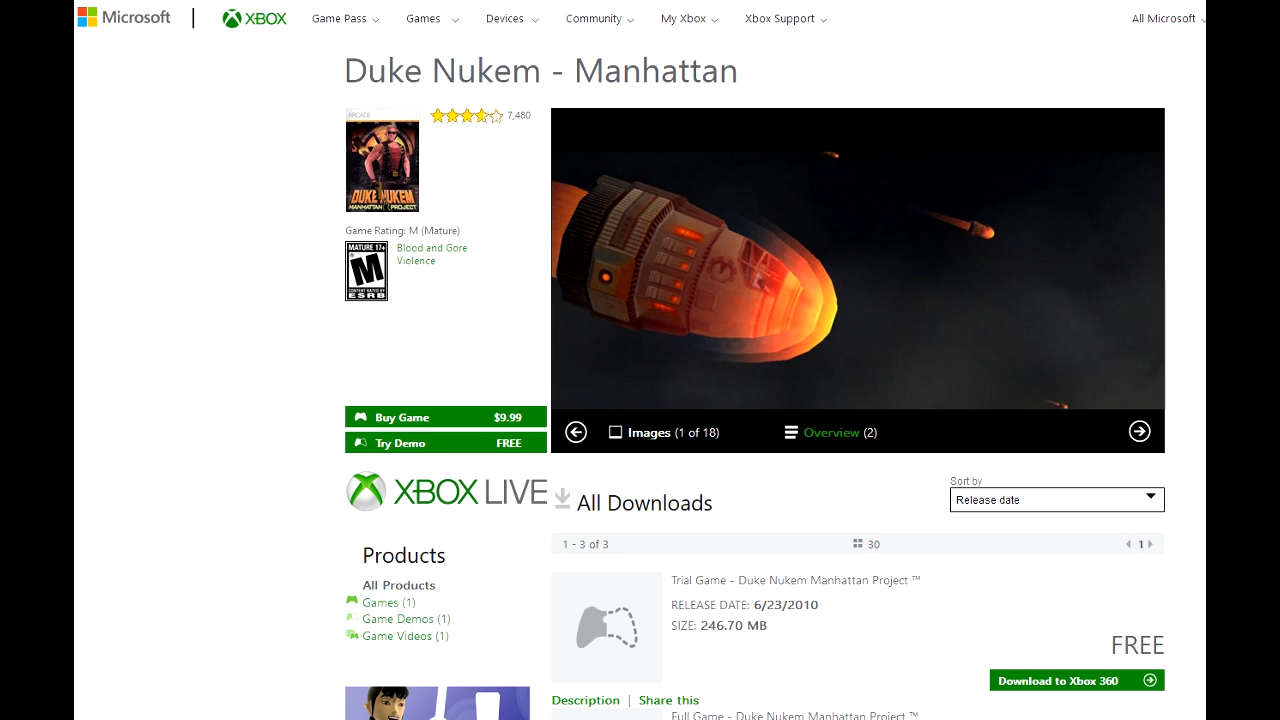 Microsoft
XBOX
Game Pass
Games
Devices
Community
My Xbox
Xbox Support
All Microsoft
Duke Nukem - Manhattan
ARCADE
7,480
DUKE NUKEM
MANHATTAN PROJECT
Game Rating: M (Mature)
MATURE 17+
M
CONTENT RATED BY
ESRB
Blood and Gore
Violence
Buy Game $9.99
Try Demo FREE
Images (1 of 18)
Overview (2)
XBOX LIVE
All Downloads
Sort by
Release date
1 - 3 of 3
30
1
Products
All Products
Games (1)
Game Demos (1)
Game Videos (1)
Trial Game - Duke Nukem Manhattan Project ™
RELEASE DATE: 6/23/2010
SIZE: 246.70 MB
FREE
Download to Xbox 360
Description | Share this
Full Game - Duke Nukem Manhattan Project ™